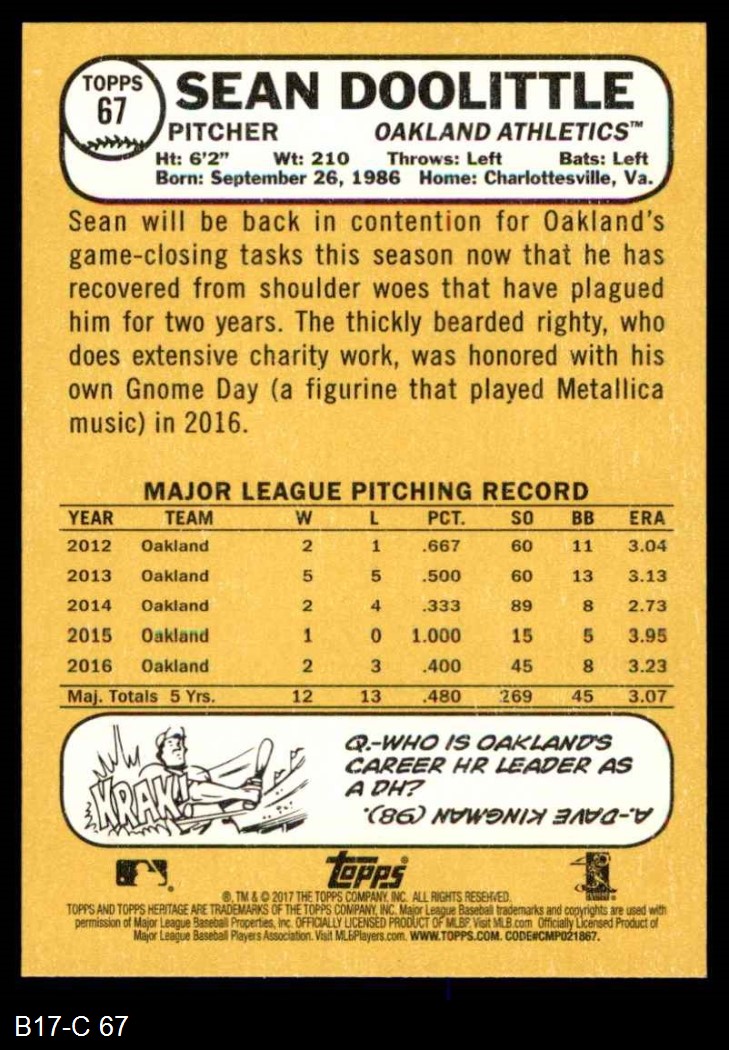 TOPPS
67
SEAN DOOLITTLE
PITCHER OAKLAND ATHLETICS™
Ht: 6'2" Wt: 210 Throws: Left Bats: Left
Born: September 26, 1986 Home: Charlottesville, Va.
Sean will be back in contention for Oakland's
game-closing tasks this season now that he has
recovered from shoulder woes that have plagued
him for two years. The thickly bearded righty, who
does extensive charity work, was honored with his
own Gnome Day (a figurine that played Metallica
music) in 2016.
MAJOR LEAGUE PITCHING RECORD
YEAR TEAM W L PCT. SO BB ERA
2012 Oakland 2 1 .667 60 11 3.04
2013 Oakland 5 5 .500 60 13 3.13
2014 Oakland 2 4 .333 89 8 2.73
2015 Oakland 1 0 1.000 15 5 3.95
2016 Oakland 2 3 .400 45 8 3.23
Maj. Totals 5 Yrs. 12 13 .480 269 45 3.07
KRAK!
Q.-WHO IS OAKLAND'S
CAREER HR LEADER AS
A DH?
A-DAVE KINGMAN (98).
topps®
®, TM & © 2017 THE TOPPS COMPANY, INC. ALL RIGHTS RESERVED.
TOPPS AND TOPPS HERITAGE ARE TRADEMARKS OF THE TOPPS COMPANY, INC. Major League Baseball trademarks and copyrights are used with
permission of Major League Baseball Properties, Inc. OFFICIALLY LICENSED PRODUCT OF MLBP. Visit MLB.com Officially Licensed Product of
Major League Baseball Players Association. Visit MLBPlayers.com. WWW.TOPPS.COM. CODE#CMP021867.
B17-C 67